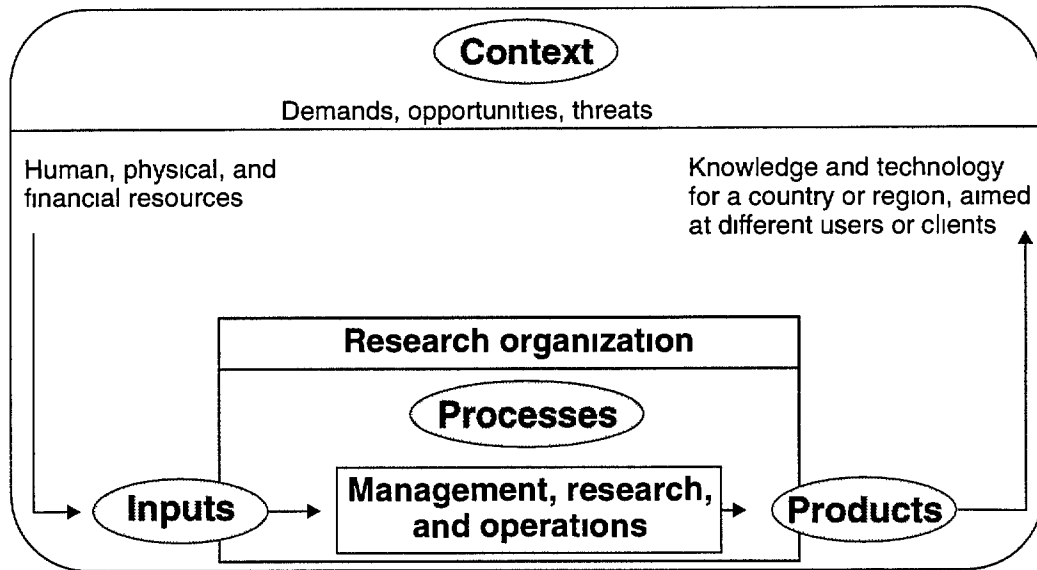 Context
Demands, opportunities, threats
Human, physical, and
financial resources
Knowledge and technology
for a country or region, aimed
at different users or clients
Research organization
Processes
Inputs
Management, research,
and operations
Products